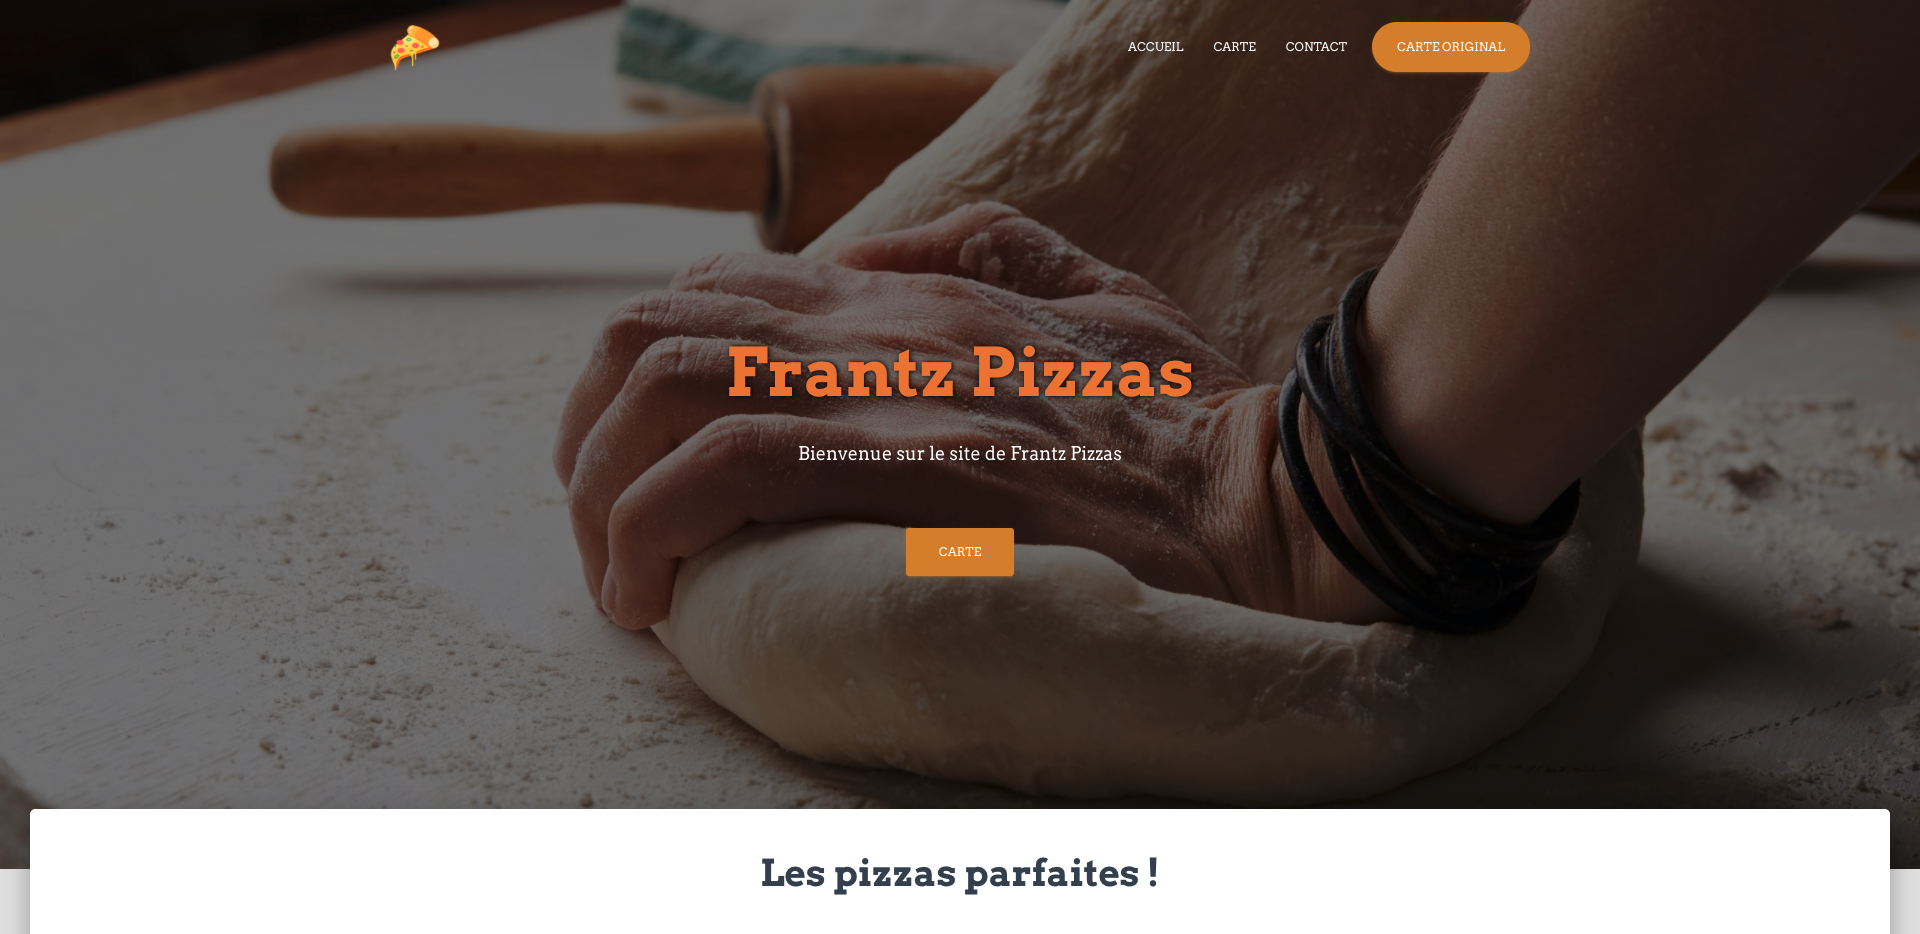 ACCUEIL CARTE CONTACT CARTE ORIGINAL
Frantz Pizzas
Bienvenue sur le site de Frantz Pizzas
CARTE
Les pizzas parfaites !